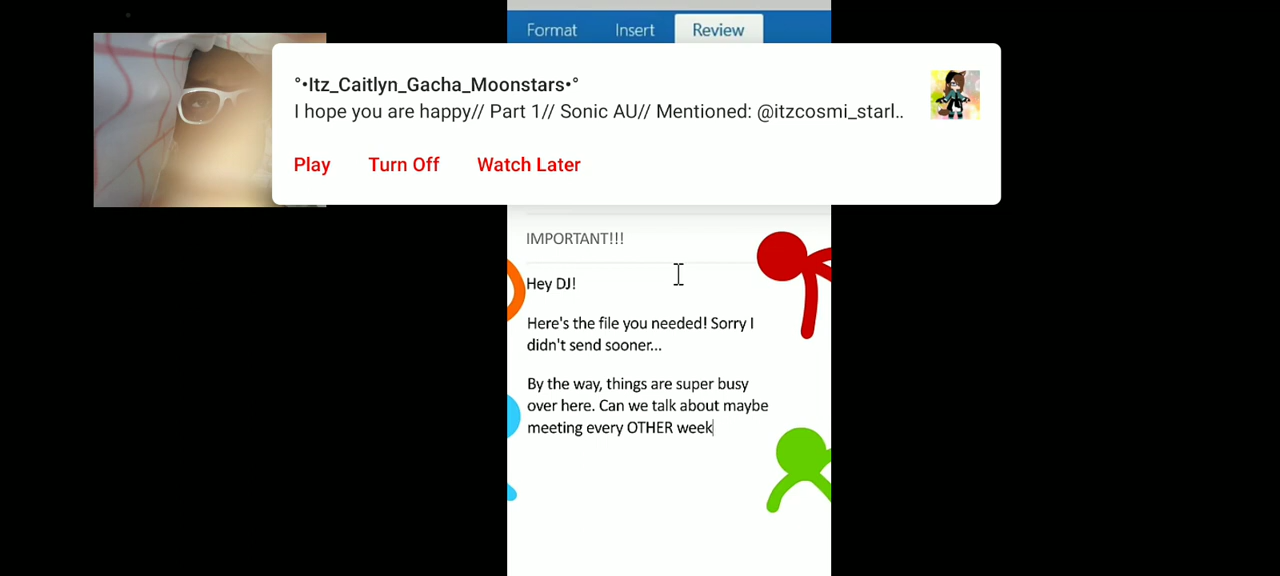 Format Insert Review
°•Itz_Caitlyn_Gacha_Moonstars•°
I hope you are happy// Part 1// Sonic AU// Mentioned: @itzcosmi_starl..
Play Turn Off Watch Later
IMPORTANT!!!
Hey DJ!
Here's the file you needed! Sorry I
didn't send sooner...
By the way, things are super busy
over here. Can we talk about maybe
meeting every OTHER week